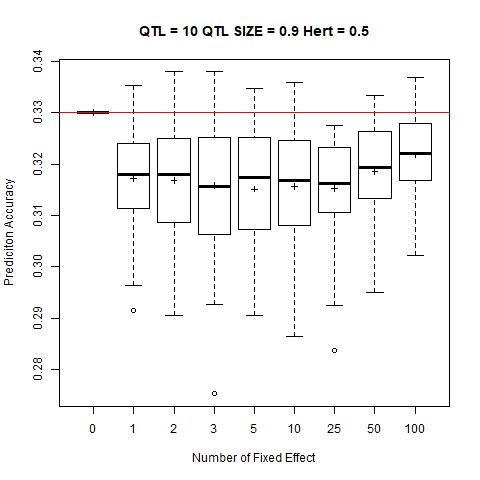 QTL = 10 QTL SIZE = 0.9 Hert = 0.5
Prediciton Accuracy
0.34
0.33
0.32
0.31
0.30
0.29
0.28
0 1 2 3 5 10 25 50 100
Number of Fixed Effect